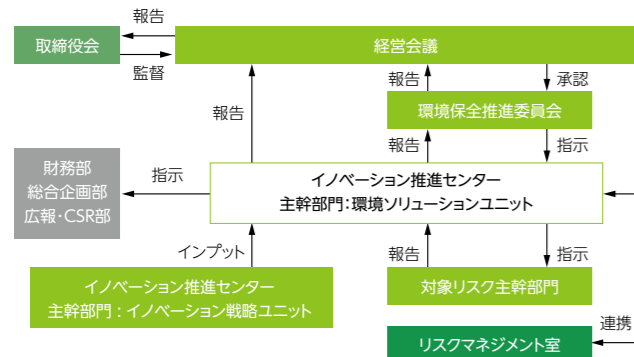 報告
取締役会
経営会議
監督
報告
報告
承認
環境保全推進委員会
報告
指示
財務部
総合企画部
広報・CSR部
指示
イノベーション推進センター
主幹部門：環境ソリューションユニット
インプット
報告
指示
イノベーション推進センター
主幹部門：イノベーション戦略ユニット
対象リスク主幹部門
連携
リスクマネジメント室